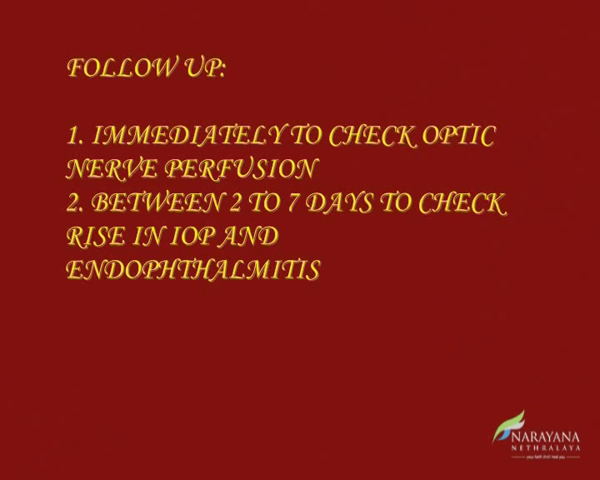 FOLLOW UP:
1. IMMEDIATELY TO CHECK OPTIC
NERVE PERFUSION
2. BETWEEN 2 TO 7 DAYS TO CHECK
RISE IN IOP AND
ENDOPHTHALMITIS
NARAYANA
NETHRALAYA